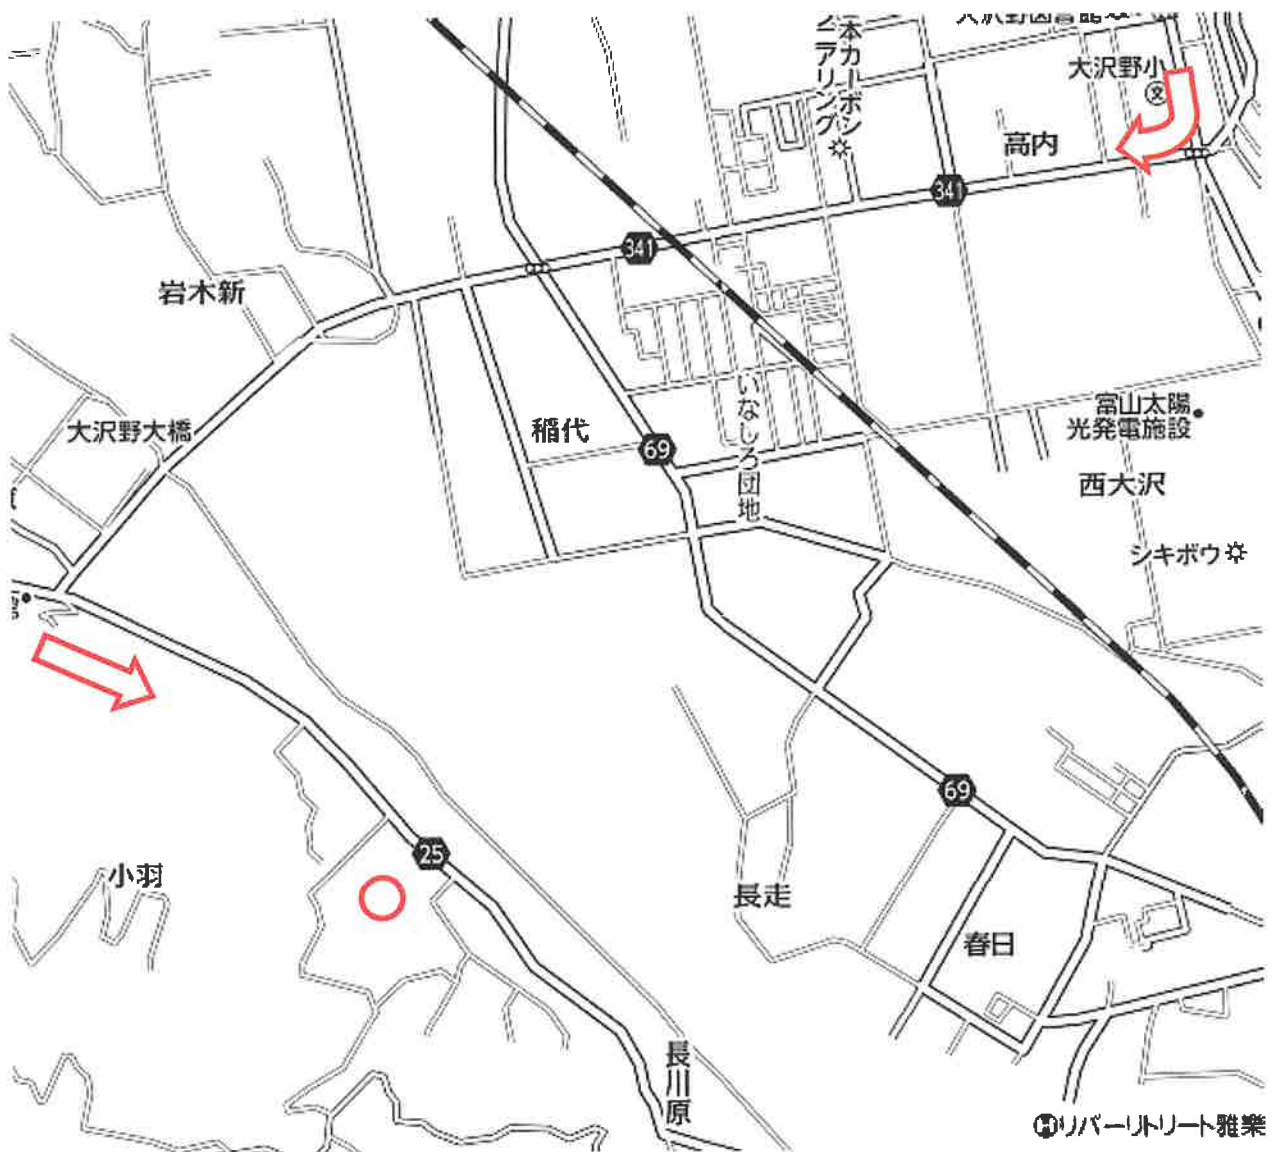 大沢野小
文
本カーボン
ニアリング
高内
341
341
岩木新
大沢野大橋
稲代
69
いなしろ団地
富山太陽
光発電施設
西大沢
シキボウ
69
25
小羽
長走
春日
長川原
Hリバーリトリート雅樂